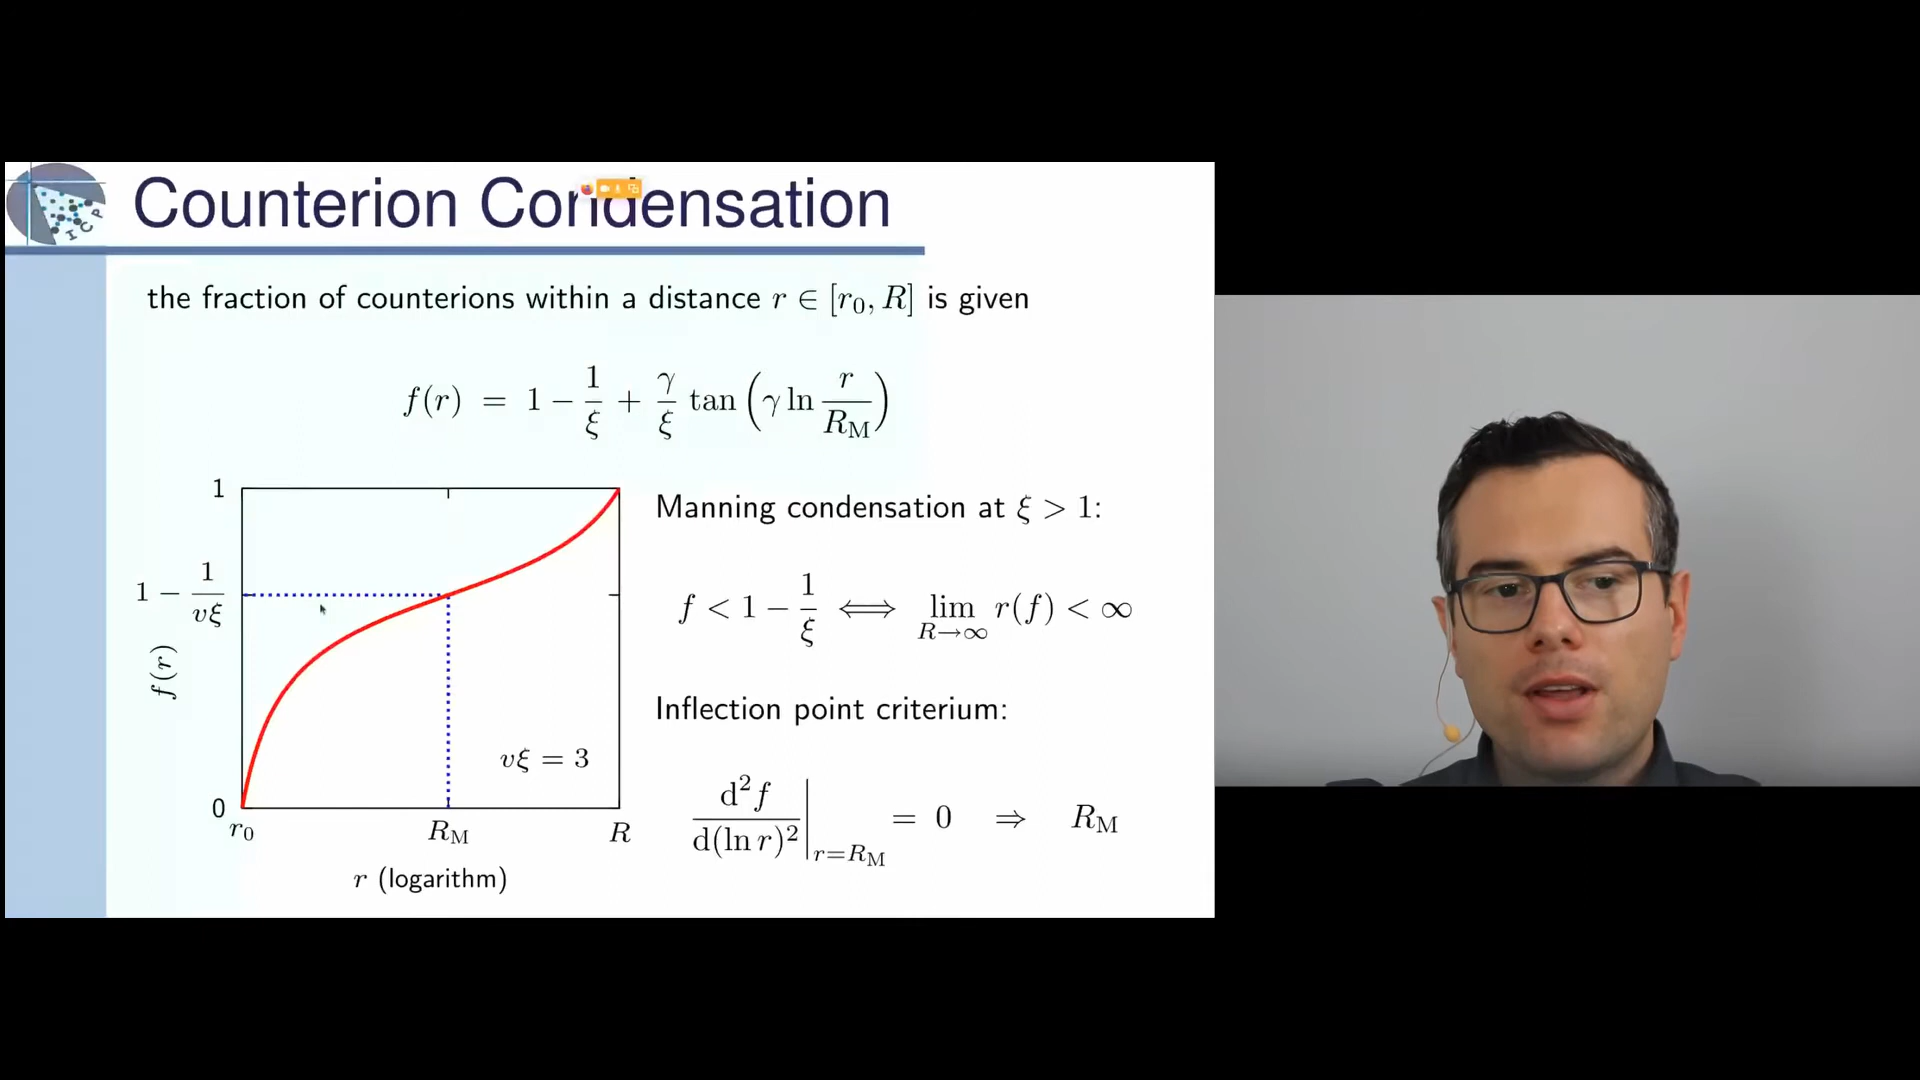 Counterion Condensation
ICP
the fraction of counterions within a distance r ∈ [r₀, R] is given
f(r) = 1 − 1/ξ + γ/ξ tan(γ ln r/R_M)
Manning condensation at ξ > 1:
f < 1 − 1/ξ ⟺ lim_{R→∞} r(f) < ∞
Inflection point criterium:
d²f/d(ln r)² |_{r=R_M} = 0 ⇒ R_M
1
1 − 1/vξ
f(r)
vξ = 3
0
r₀ R_M R
r (logarithm)